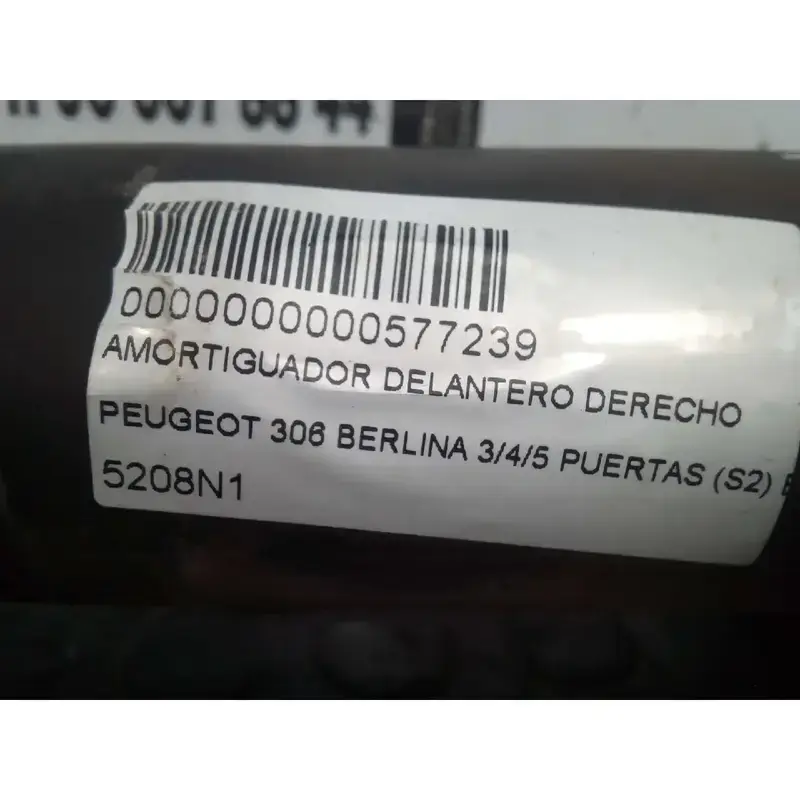 0000000000577239
AMORTIGUADOR DELANTERO DERECHO
PEUGEOT 306 BERLINA 3/4/5 PUERTAS (S2)
5208N1